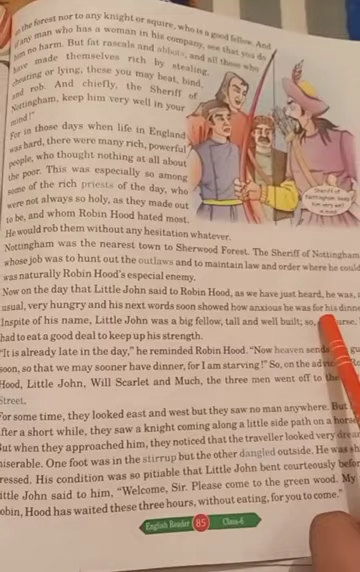 the forest nor to any knight or squire, who is a good fellow. And
if any man who has a woman in his company, see that you do
him no harm. But fat rascals and abbots, and all those who
have made themselves rich by stealing,
cheating or lying, these you may beat, bind,
and rob. And chiefly, the Sheriff of
Nottingham, keep him very well in your
mind!"
For in those days when life in England
was hard, there were many rich, powerful
people, who thought nothing at all about
the poor. This was especially so among
some of the rich priests of the day, who
were not always so holy, as they made out
to be, and whom Robin Hood hated most.
He would rob them without any hesitation whatever.
Sheriff of
Nottingham keep
him very well
in mind
Nottingham was the nearest town to Sherwood Forest. The Sheriff of Nottingham
whose job was to hunt out the outlaws and to maintain law and order where he could
was naturally Robin Hood's especial enemy.
Now on the day that Little John said to Robin Hood, as we have just heard, he was,
usual, very hungry and his next words soon showed how anxious he was for his dinne
Inspite of his name, Little John was a big fellow, tall and well built; so,
had to eat a good deal to keep up his strength.
"It is already late in the day," he reminded Robin Hood. "Now heaven send gu
soon, so that we may sooner have dinner, for I am starving!" So, on the advi
Hood, Little John, Will Scarlet and Much, the three men went off to the
Street.
For some time, they looked east and west but they saw no man anywhere. But
After a short while, they saw a knight coming along a little side path on a horse
But when they approached him, they noticed that the traveller looked very drear
miserable. One foot was in the stirrup but the other dangled outside. He was sh
ressed. His condition was so pitiable that Little John bent courteously befor
ittle John said to him, "Welcome, Sir. Please come to the green wood. My
obin, Hood has waited these three hours, without eating, for you to come."
English Reader 85 Class-6